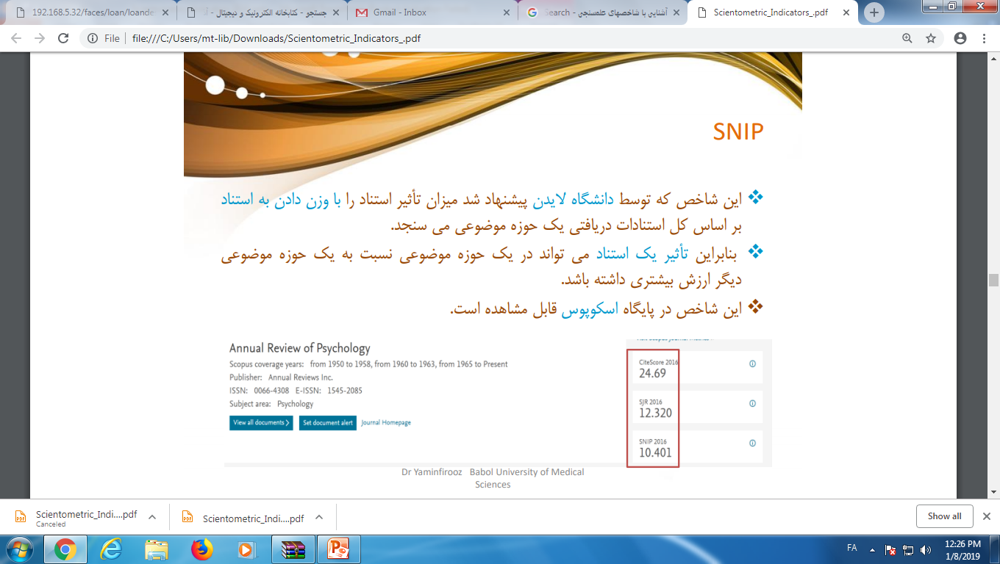 192.168.5.32/faces/loan/loande
جستجو - کتابخانه الکترونیک و دیجیتال - آذ
Gmail - Inbox
آشنایی با شاخصهای علمسنجی - Search
Scientometric_Indicators_.pdf
File file:///C:/Users/mt-lib/Downloads/Scientometric_Indicators_.pdf
SNIP
این شاخص که توسط دانشگاه لایدن پیشنهاد شد میزان تأثیر استناد را با وزن دادن به استناد
بر اساس کل استنادات دریافتی یک حوزه موضوعی می سنجد.
بنابراین تأثیر یک استناد می تواند در یک حوزه موضوعی نسبت به یک حوزه موضوعی
دیگر ارزش بیشتری داشته باشد.
این شاخص در پایگاه اسکوپوس قابل مشاهده است.
Annual Review of Psychology
Scopus coverage years: from 1950 to 1958, from 1960 to 1963, from 1965 to Present
Publisher: Annual Reviews Inc.
ISSN: 0066-4308 E-ISSN: 1545-2085
Subject area: Psychology
View all documents Set document alert Journal Homepage
CiteScore 2016
24.69
SJR 2016
12.320
SNIP 2016
10.401
Dr Yaminfirooz Babol University of Medical
Sciences
Scientometric_Indi....pdf
Canceled
Scientometric_Indi....pdf
Show all
FA
12:26 PM
1/8/2019